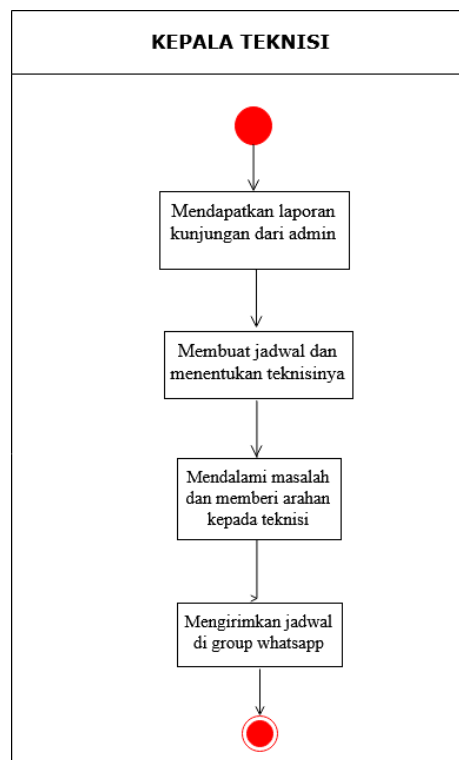 KEPALA TEKNISI
Mendapatkan laporan
kunjungan dari admin
Membuat jadwal dan
menentukan teknisinya
Mendalami masalah
dan memberi arahan
kepada teknisi
Mengirimkan jadwal
di group whatsapp